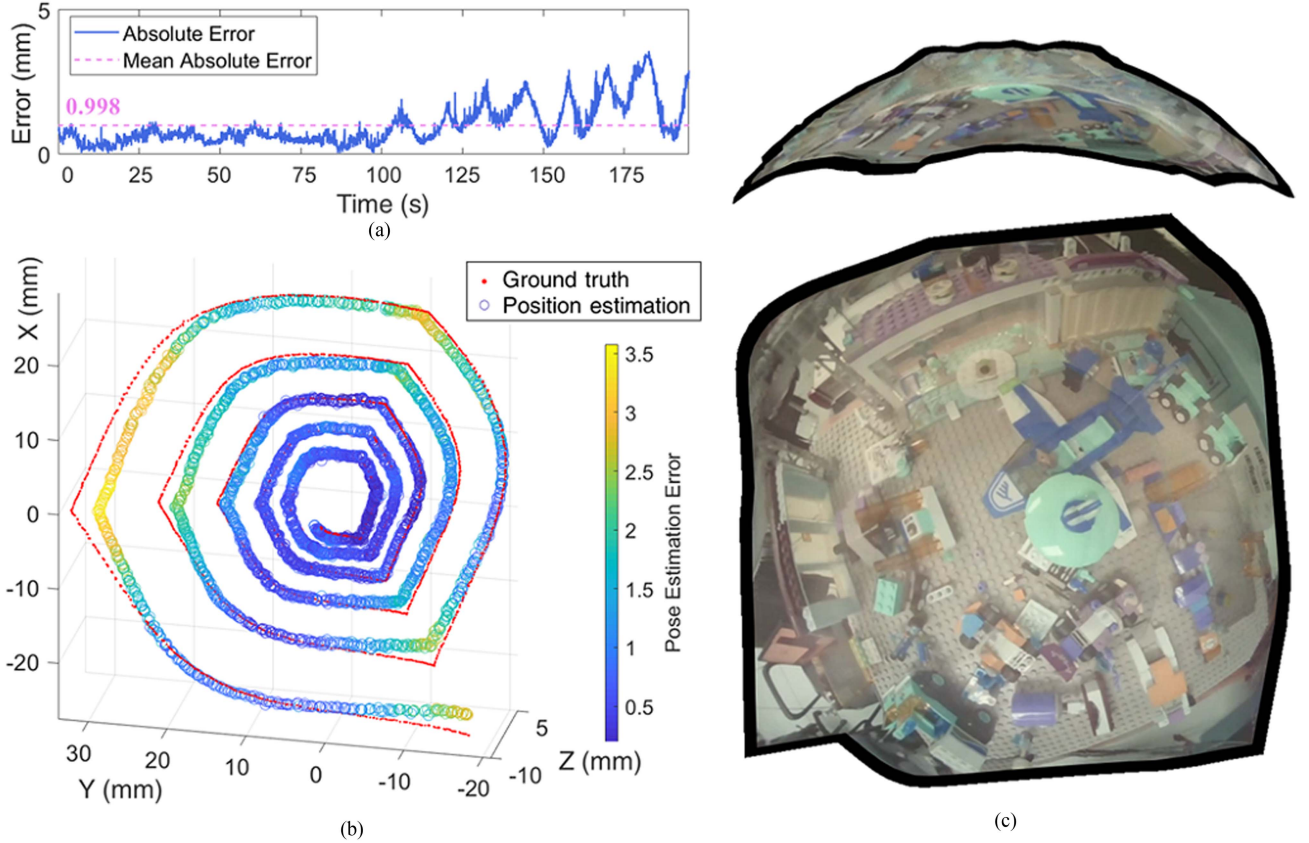 5
Error (mm)
Absolute Error
Mean Absolute Error
0.998
0
0 25 50 75 100 125 150 175
Time (s)
(a)
X (mm)
Ground truth
Position estimation
20
10
0
-10
-20
3.5
3
2.5
2
1.5
1
0.5
Pose Estimation Error
30
20
10
0
-10
-20
5
-10
Y (mm)
Z (mm)
(b)
(c)